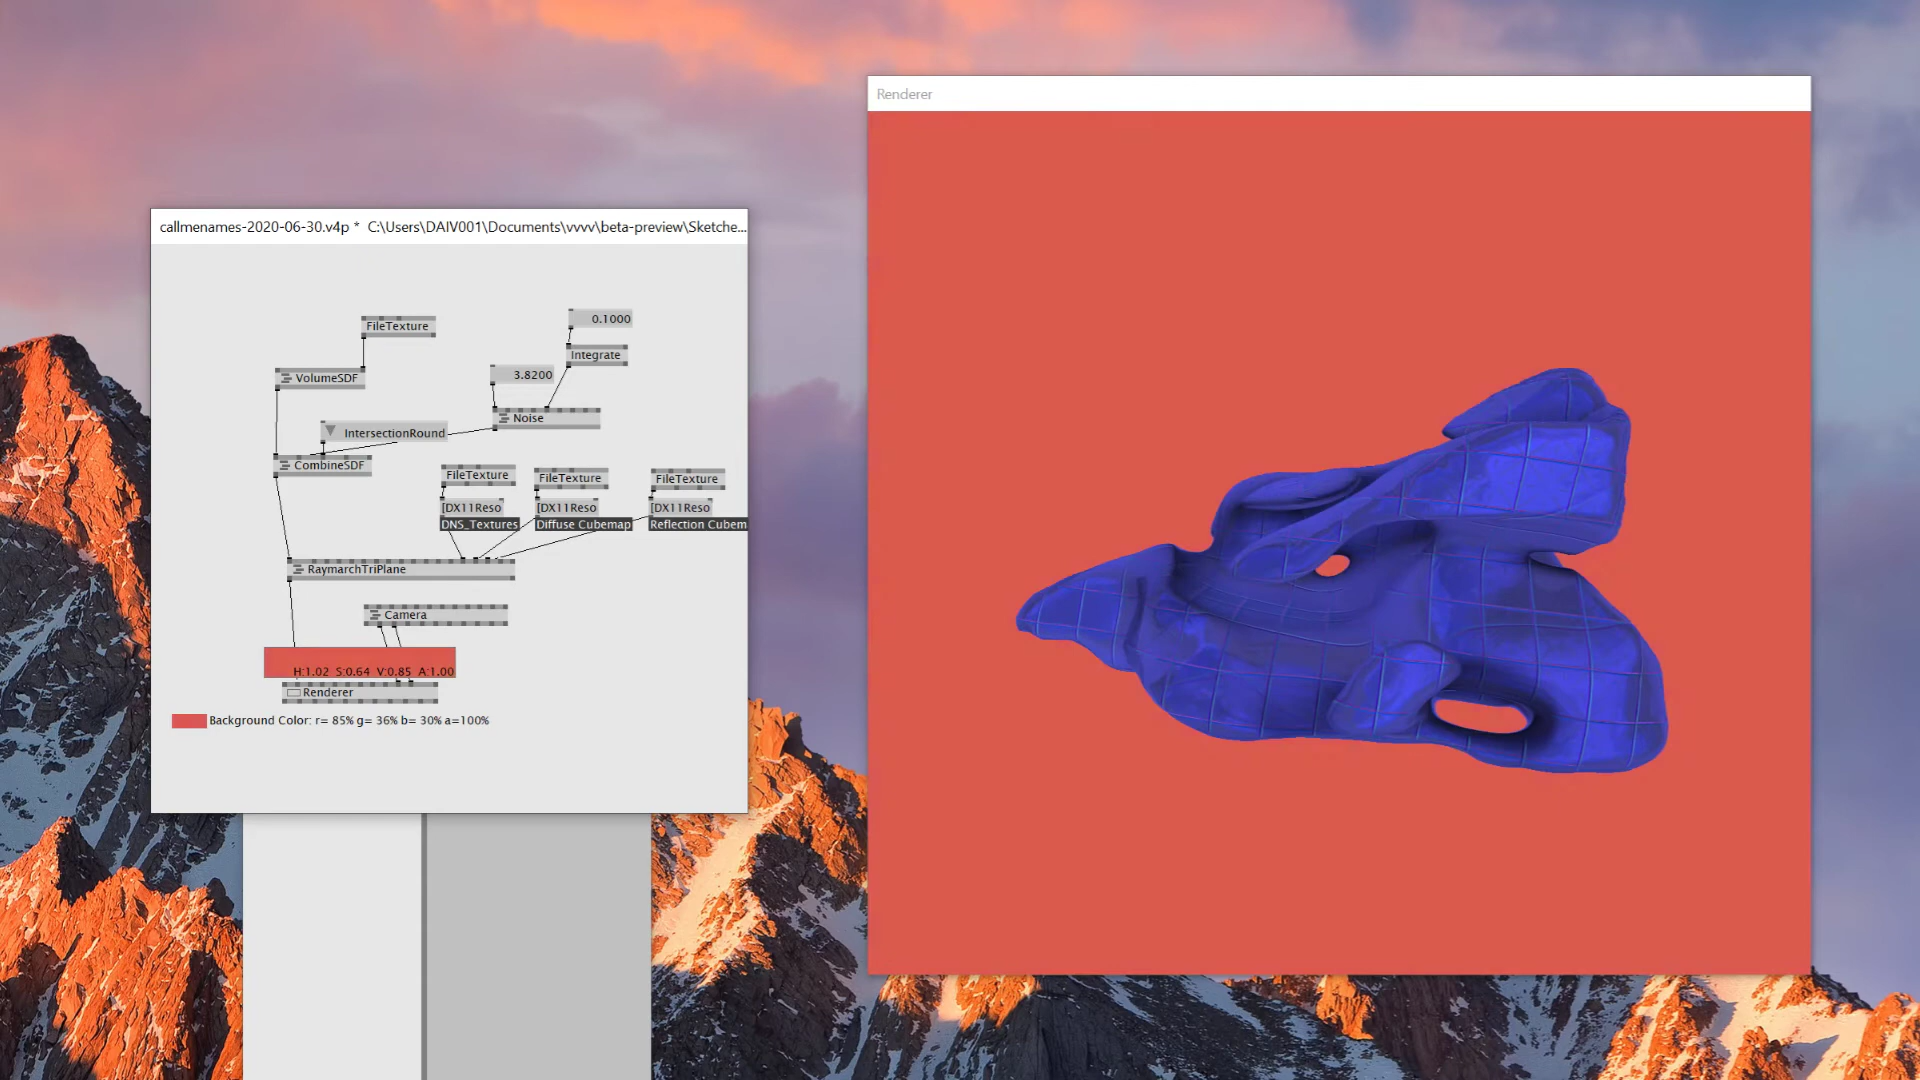 Renderer
callmenames-2020-06-30.v4p * C:\Users\DAIV001\Documents\vvvv\beta-preview\Sketche...
FileTexture
0.1000
Integrate
VolumeSDF
3.8200
Noise
IntersectionRound
CombineSDF
FileTexture
FileTexture
FileTexture
[DX11Reso
[DX11Reso
[DX11Reso
DNS_Textures
Diffuse Cubemap
Reflection Cubem
RaymarchTriPlane
Camera
H:1.02 S:0.64 V:0.85 A:1.00
Renderer
Background Color: r= 85% g= 36% b= 30% a=100%